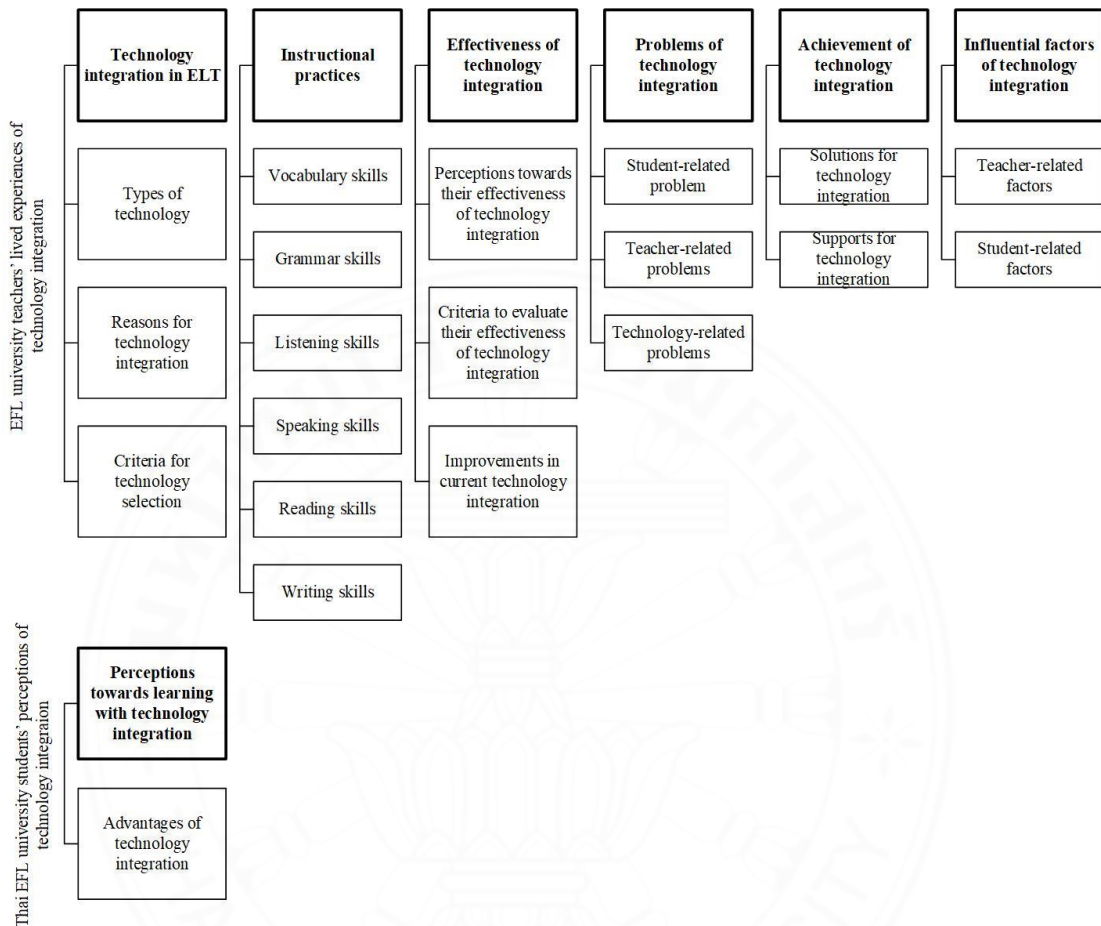 EFL university teachers' lived experiences of
technology integration
Technology
integration in ELT
Types of
technology
Reasons for
technology
integration
Criteria for
technology
selection
Instructional
practices
Vocabulary skills
Grammar skills
Listening skills
Speaking skills
Reading skills
Writing skills
Effectiveness of
technology
integration
Perceptions towards
their effectiveness
of technology
integration
Criteria to evaluate
their effectiveness
of technology
integration
Improvements in
current technology
integration
Problems of
technology
integration
Student-related
problem
Teacher-related
problems
Technology-related
problems
Achievement of
technology
integration
Solutions for
technology
integration
Supports for
technology
integration
Influential factors
of technology
integration
Teacher-related
factors
Student-related
factors
Thai EFL university students' perceptions of
technology integraion
Perceptions
towards learning
with technology
integration
Advantages of
technology
integration